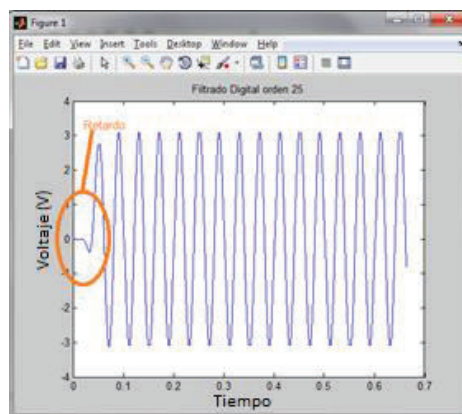 Figure 1
File Edit View Insert Tools Desktop Window Help
Filtrado Digital orden 25
4
Retardo
3
2
1
Voltaje (V)
0
-1
-2
-3
-4
0 0.1 0.2 0.3 0.4 0.5 0.6 0.7
Tiempo